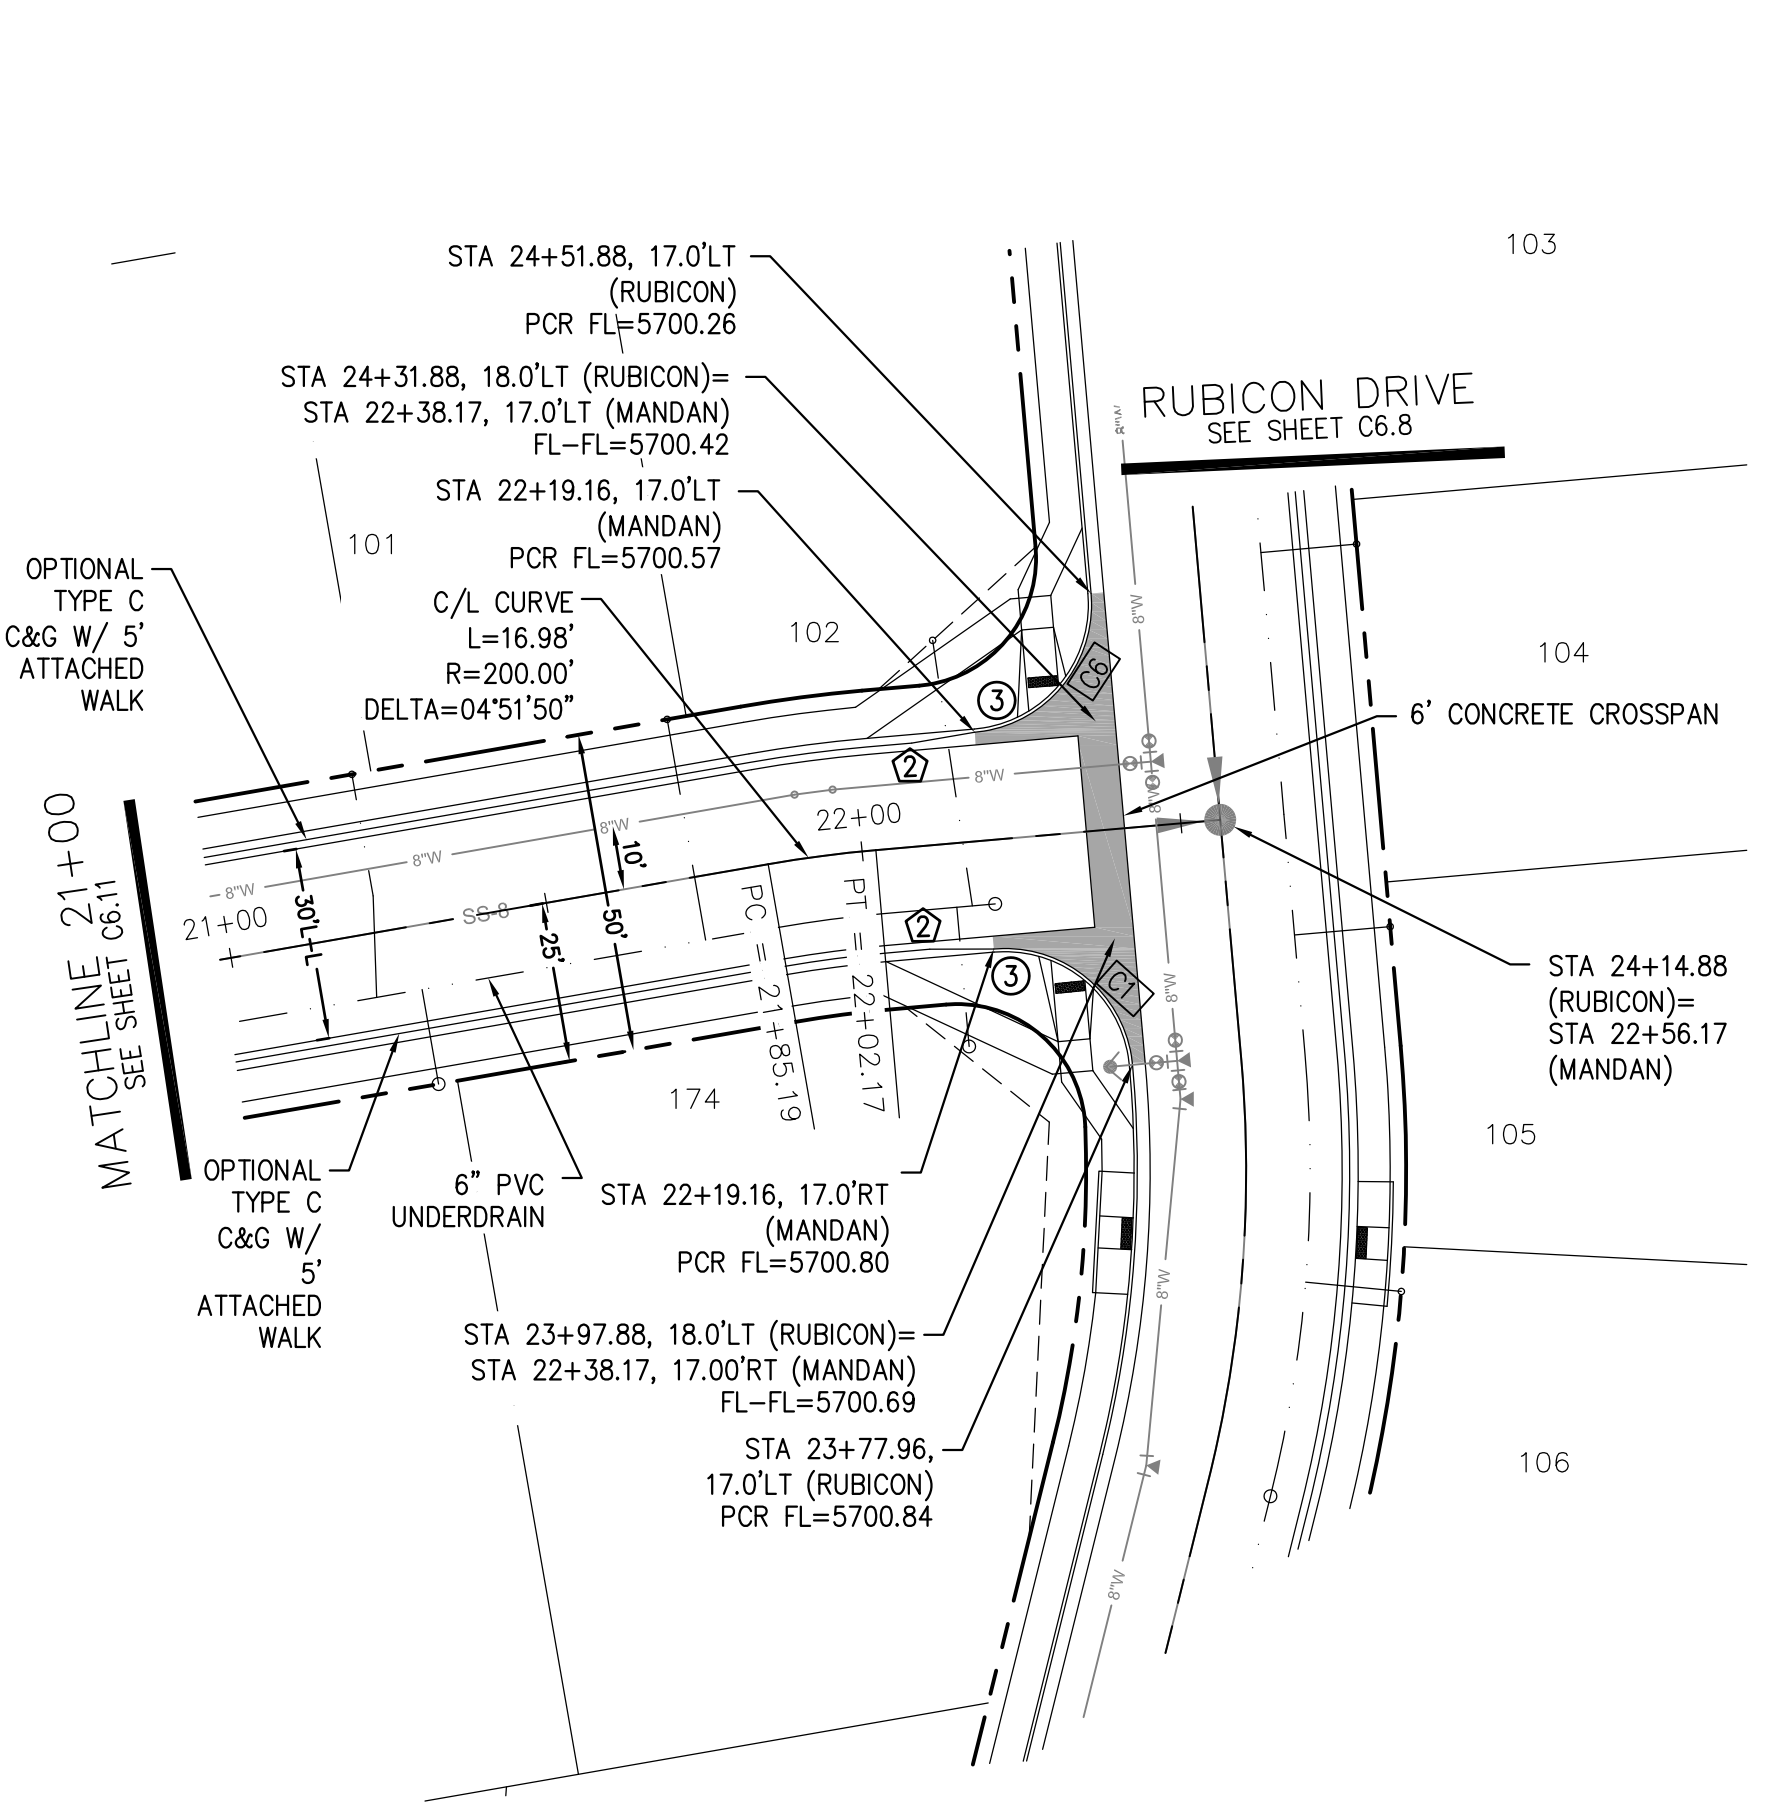 103
STA 24+51.88, 17.0'LT
(RUBICON)
PCR FL=5700.26
STA 24+31.88, 18.0'LT (RUBICON)=
STA 22+38.17, 17.0'LT (MANDAN)
FL-FL=5700.42
STA 22+19.16, 17.0'LT
(MANDAN)
PCR FL=5700.57
C/L CURVE
L=16.98'
R=200.00'
DELTA=04°51'50"
RUBICON DRIVE
SEE SHEET C6.8
8"W
8"W
101
102
OPTIONAL
TYPE C
C&G W/ 5'
ATTACHED
WALK
104
6' CONCRETE CROSSPAN
C6
3
2
8"W
8"W
22+00
8"W
8"W
8"W
10'
MATCHLINE 21+00
SEE SHEET C6.11
21+00
30'L-L
SS-8
25'
50'
PC = 21+85.19
PT = 22+02.17
2
3
C1
8"W
STA 24+14.88
(RUBICON)=
STA 22+56.17
(MANDAN)
174
105
OPTIONAL
TYPE C
C&G W/
5'
ATTACHED
WALK
6" PVC
UNDERDRAIN
STA 22+19.16, 17.0'RT
(MANDAN)
PCR FL=5700.80
8"W
STA 23+97.88, 18.0'LT (RUBICON)=
STA 22+38.17, 17.00'RT (MANDAN)
FL-FL=5700.69
STA 23+77.96,
17.0'LT (RUBICON)
PCR FL=5700.84
106
8"W